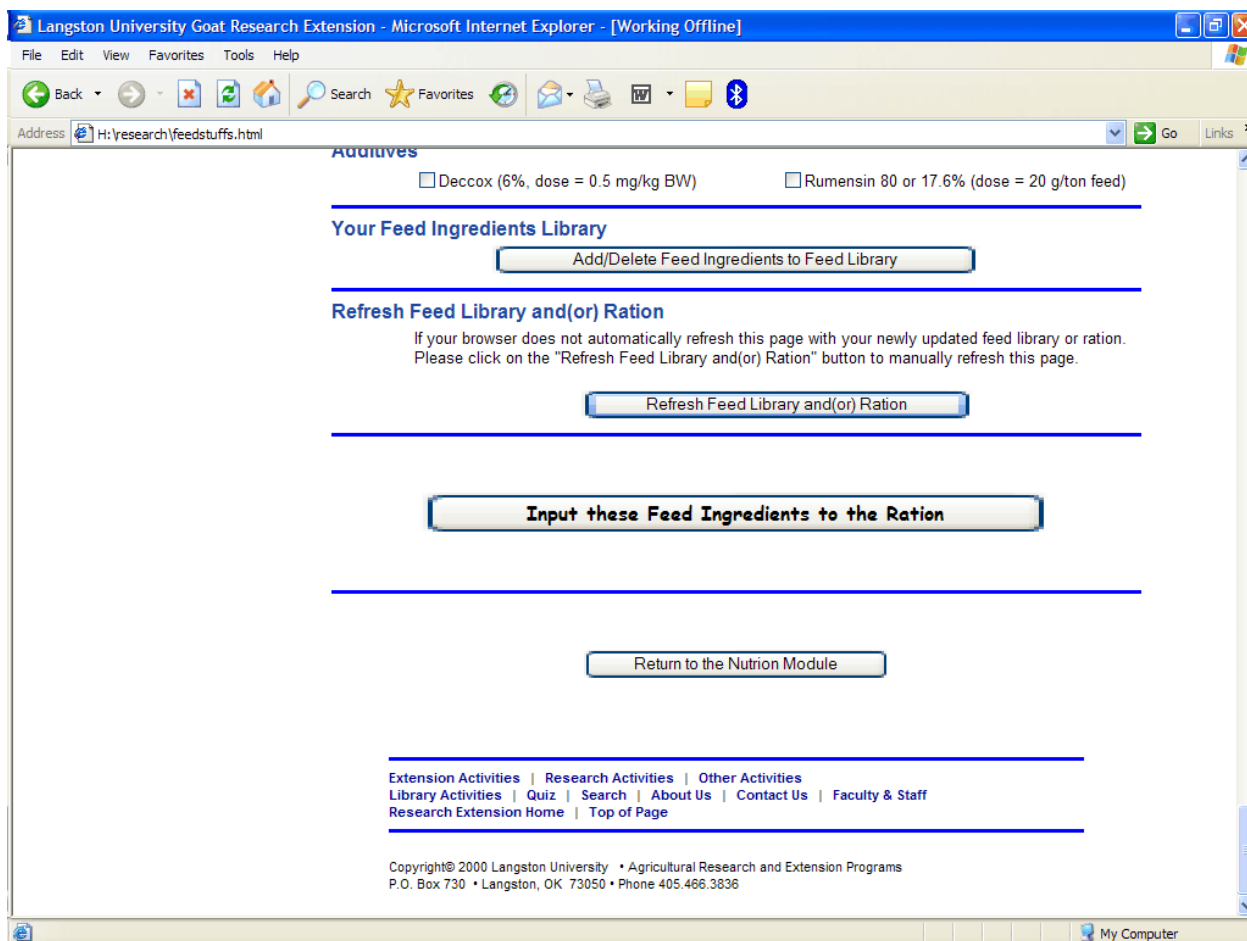 Langston University Goat Research Extension - Microsoft Internet Explorer - [Working Offline]
File Edit View Favorites Tools Help
Back Search Favorites
Address H:\research\feedstuffs.html Go Links
Additives
Deccox (6%, dose = 0.5 mg/kg BW) Rumensin 80 or 17.6% (dose = 20 g/ton feed)
Your Feed Ingredients Library
Add/Delete Feed Ingredients to Feed Library
Refresh Feed Library and(or) Ration
If your browser does not automatically refresh this page with your newly updated feed library or ration.
Please click on the "Refresh Feed Library and(or) Ration" button to manually refresh this page.
Refresh Feed Library and(or) Ration
Input these Feed Ingredients to the Ration
Return to the Nutrion Module
Extension Activities | Research Activities | Other Activities
Library Activities | Quiz | Search | About Us | Contact Us | Faculty & Staff
Research Extension Home | Top of Page
Copyright© 2000 Langston University • Agricultural Research and Extension Programs
P.O. Box 730 • Langston, OK 73050 • Phone 405.466.3836
My Computer